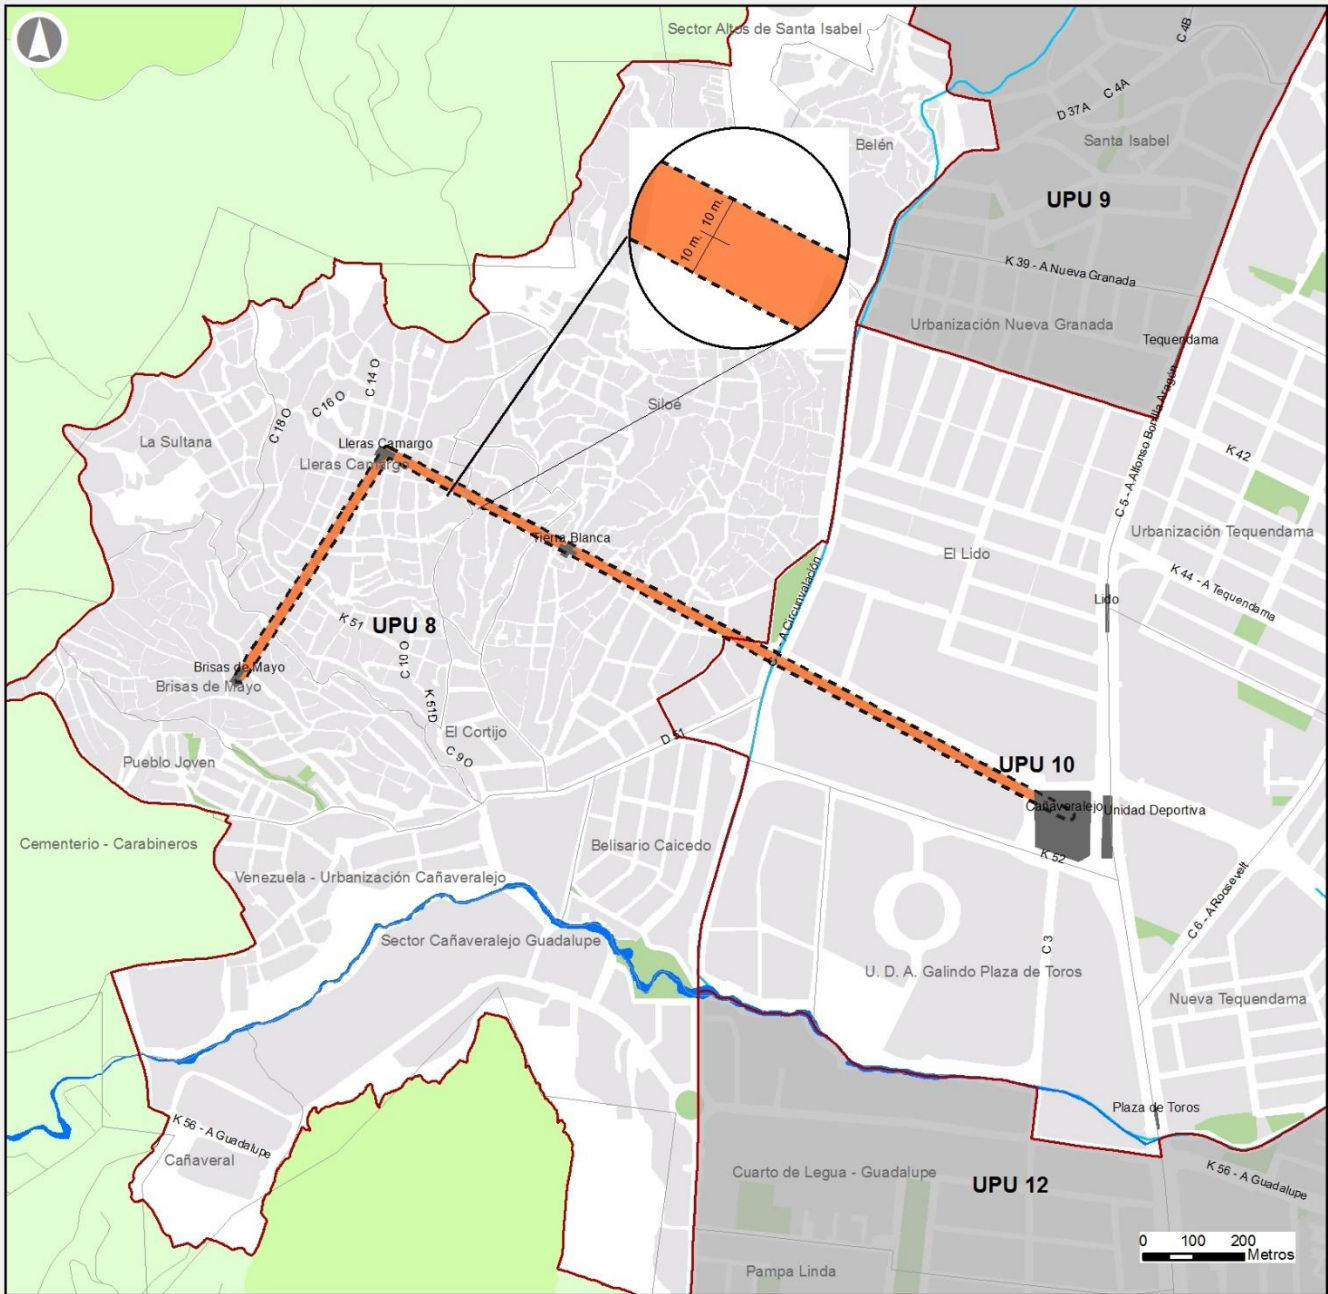 Sector Altos de Santa Isabel
C 4B
C 4A
D 37A
Santa Isabel
Belén
UPU 9
10 m.
10 m.
K 39 - A Nueva Granada
Urbanización Nueva Granada
Tequendama
C 14 O
C 16 O
C 18 O
Siloé
La Sultana
Lleras Camargo
Lleras Camargo
C 5 - A Alfonso Bonilla Aragón
K 42
Urbanización Tequendama
Tierra Blanca
El Lido
K 44 - A Tequendama
A Circunvalación
Lido
K 51
UPU 8
C 10 O
Brisas de Mayo
Brisas de Mayo
K 51D
El Cortijo
D 51
C 9 O
Pueblo Joven
UPU 10
Cañaveralejo
Unidad Deportiva
Cementerio - Carabineros
Belisario Caicedo
K 52
Venezuela - Urbanización Cañaveralejo
C 6 - A Roosevelt
Sector Cañaveralejo Guadalupe
C 3
U. D. A. Galindo Plaza de Toros
Nueva Tequendama
Plaza de Toros
K 56 - A Guadalupe
Cañaveral
Cuarto de Legua - Guadalupe
K 56 - A Guadalupe
UPU 12
0 100 200
Metros
Pampa Linda